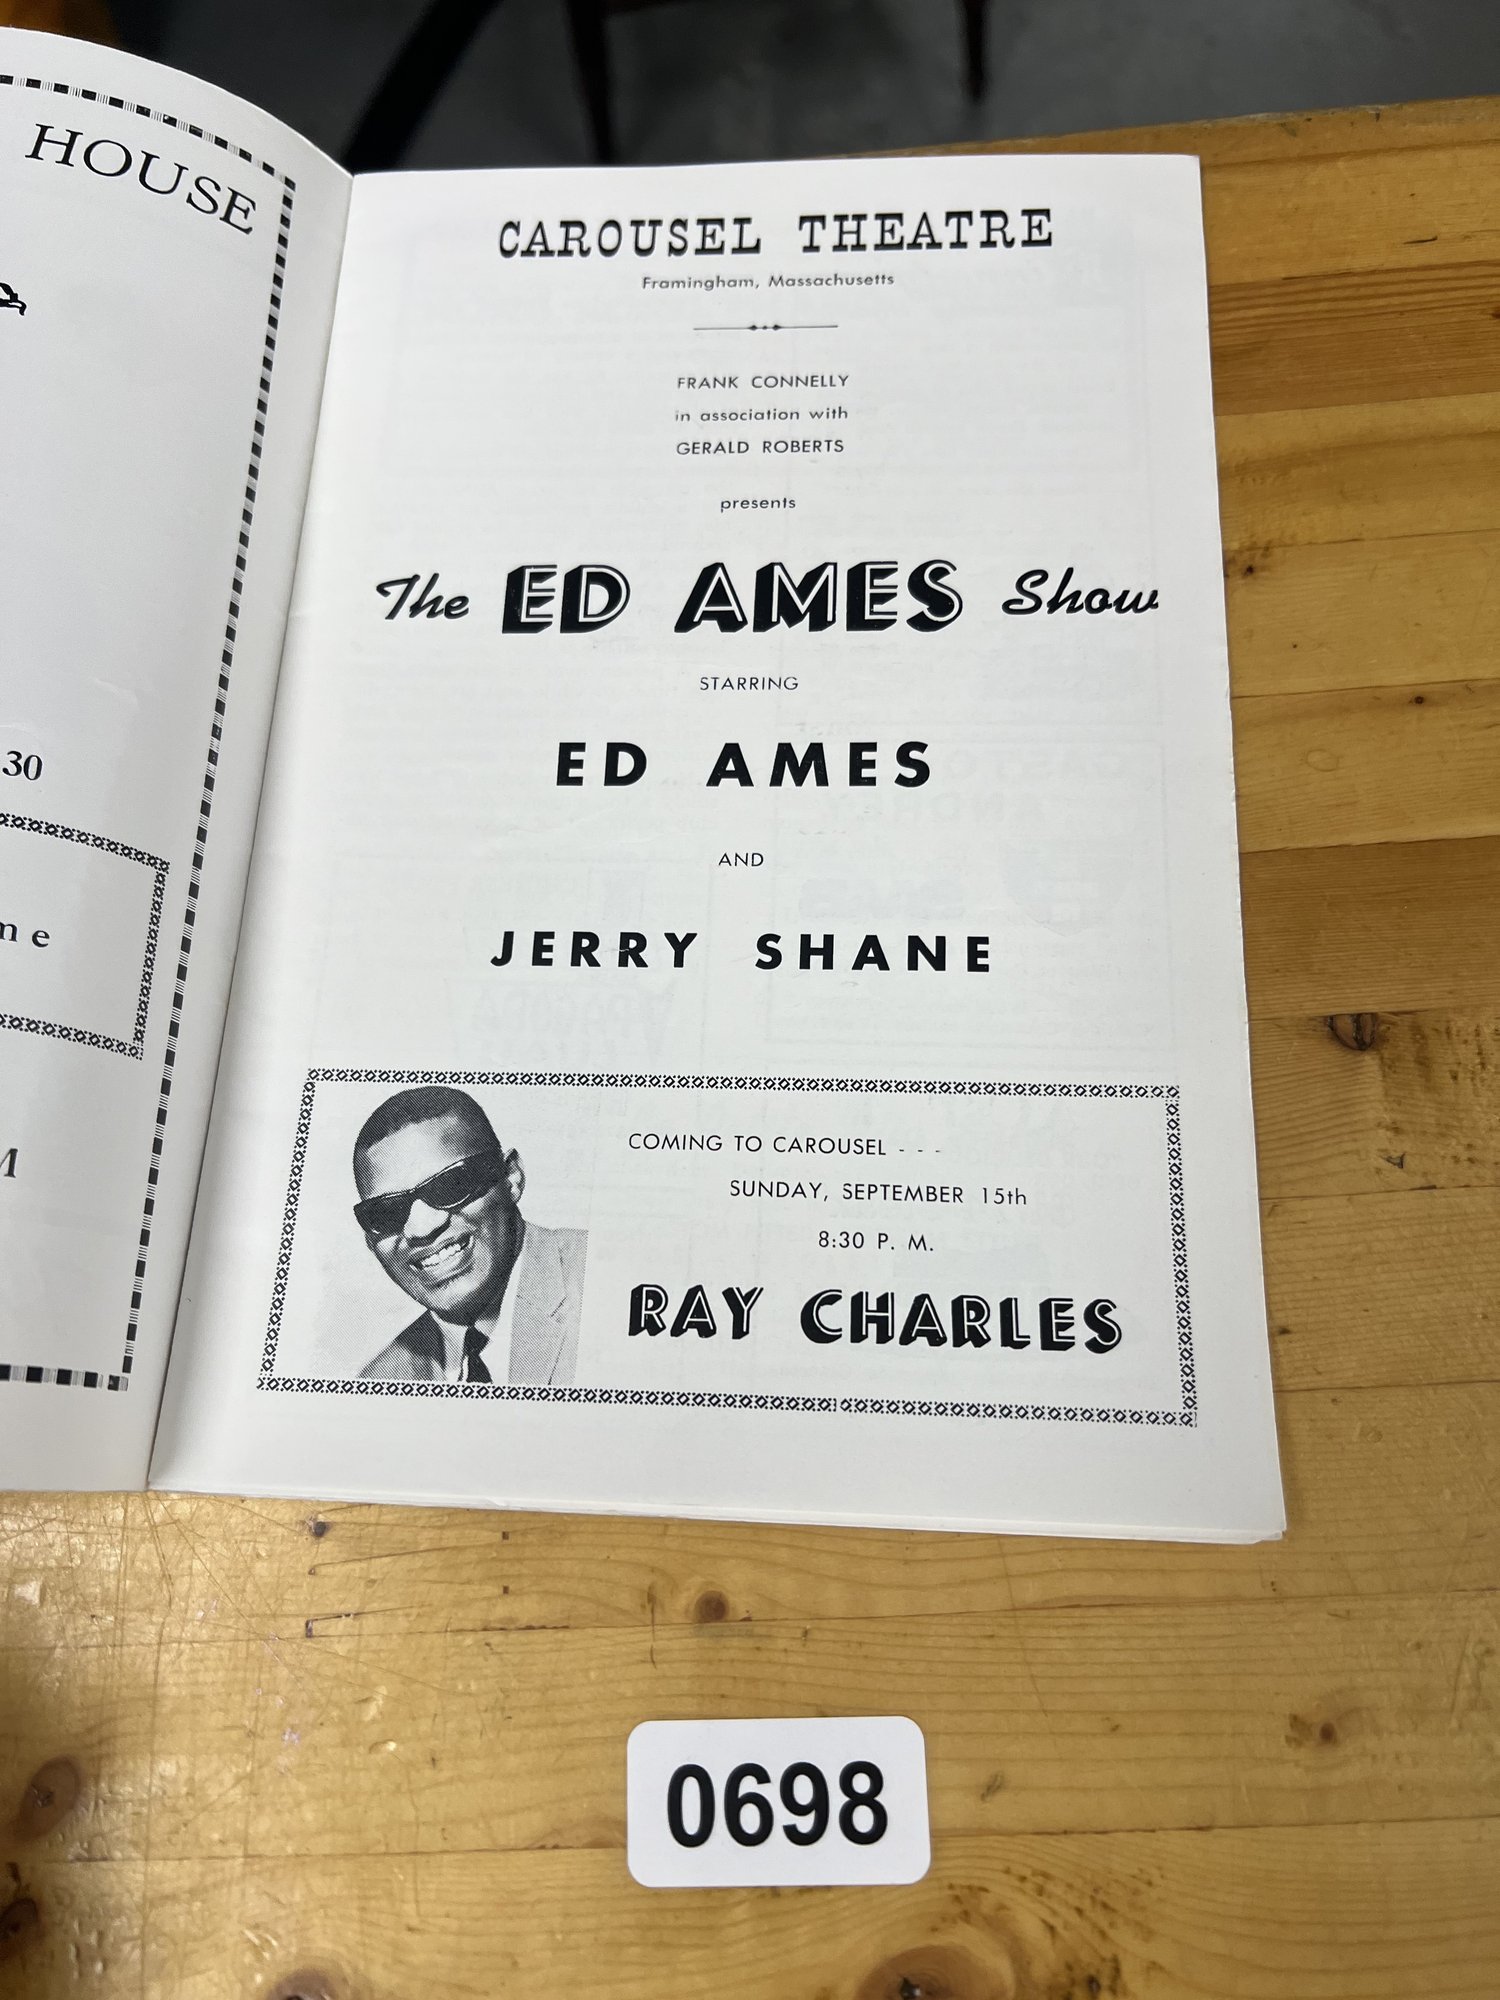 HOUSE
30
me
M
CAROUSEL THEATRE
Framingham, Massachusetts
FRANK CONNELLY
in association with
GERALD ROBERTS
presents
The ED AMES Show
STARRING
ED AMES
AND
JERRY SHANE
COMING TO CAROUSEL - - -
SUNDAY, SEPTEMBER 15th
8:30 P. M.
RAY CHARLES
0698